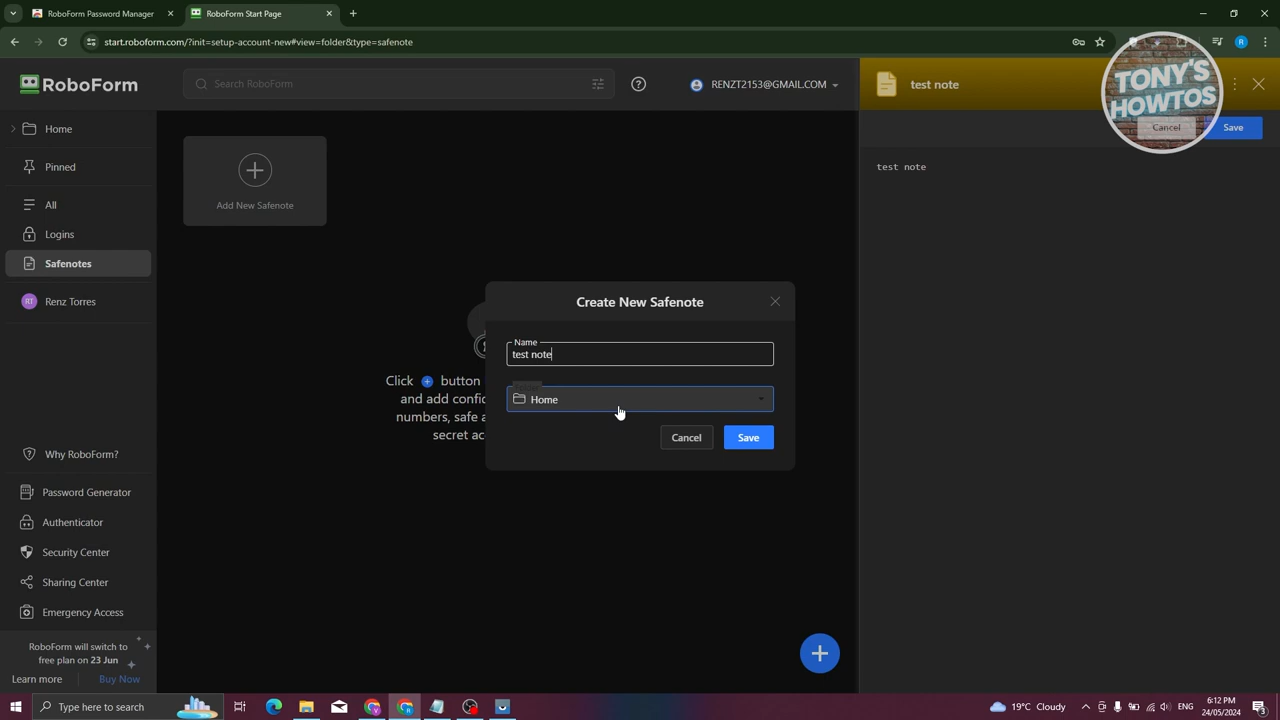 RoboForm Password Manager
RoboForm Start Page
start.roboform.com/?init=setup-account-new#view=folder&type=safenote
R
RoboForm
Search RoboForm
RENZT2153@GMAIL.COM
test note
TONY'S
HOWTOS
Cancel
Save
test note
Home
Pinned
All
Logins
Safenotes
RT
Renz Torres
Add New Safenote
Create New Safenote
Name
test note
Folder
Home
Cancel
Save
Click
button
and add confid
numbers, safe a
secret ac
Why RoboForm?
Password Generator
Authenticator
Security Center
Sharing Center
Emergency Access
RoboForm will switch to
free plan on 23 Jun
Learn more
Buy Now
Type here to search
19°C Cloudy
ENG
6:12 PM
24/05/2024